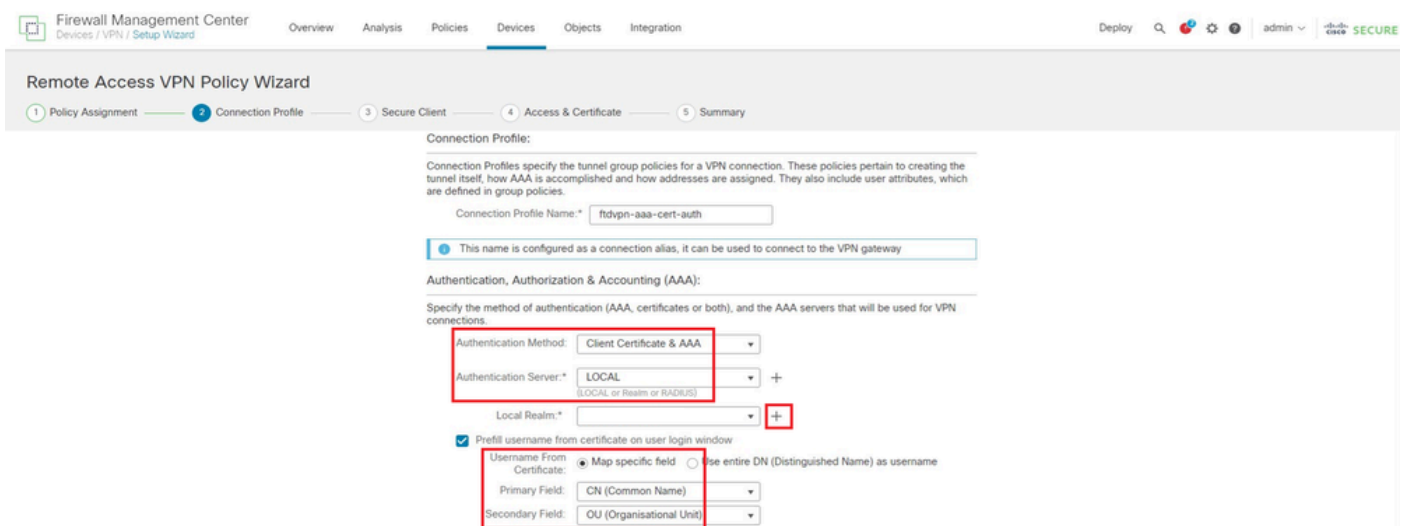 Firewall Management Center
Devices / VPN / Setup Wizard
Overview Analysis Policies Devices Objects Integration
Deploy admin cisco SECURE
Remote Access VPN Policy Wizard
1 Policy Assignment 2 Connection Profile 3 Secure Client 4 Access & Certificate 5 Summary
Connection Profile:
Connection Profiles specify the tunnel group policies for a VPN connection. These policies pertain to creating the
tunnel itself, how AAA is accomplished and how addresses are assigned. They also include user attributes, which
are defined in group policies.
Connection Profile Name:* ftdvpn-aaa-cert-auth
This name is configured as a connection alias, it can be used to connect to the VPN gateway
Authentication, Authorization & Accounting (AAA):
Specify the method of authentication (AAA, certificates or both), and the AAA servers that will be used for VPN
connections.
Authentication Method: Client Certificate & AAA
Authentication Server:* LOCAL
(LOCAL or Realm or RADIUS)
Local Realm:*
Prefill username from certificate on user login window
Username From
Certificate: Map specific field Use entire DN (Distinguished Name) as username
Primary Field: CN (Common Name)
Secondary Field: OU (Organisational Unit)